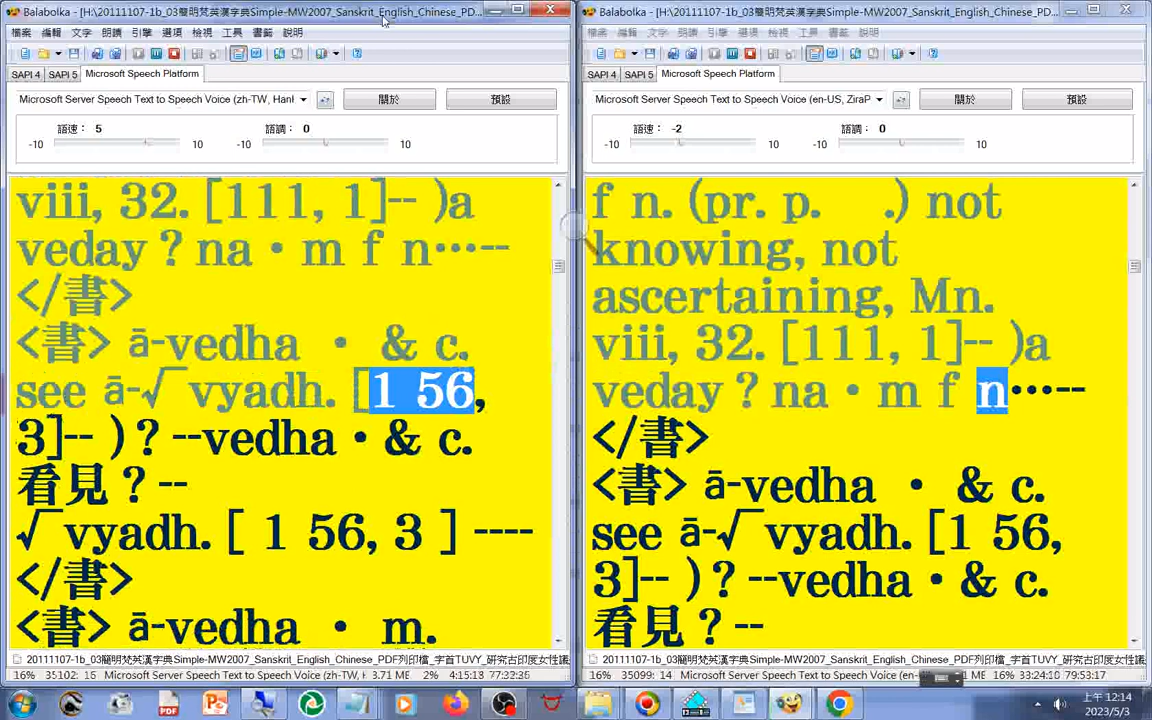 Balabolka - [H:\20111107-1b_03簡明梵英漢字典Simple-MW2007_Sanskrit_English_Chinese_PD...
檔案 編輯 文字 朗讀 引擎 選項 檢視 工具 書籤 說明
SAPI 4 SAPI 5 Microsoft Speech Platform
Microsoft Server Speech Text to Speech Voice (zh-TW, Hanl
關於 預設
語速： 5 語調： 0
-10 10 -10 10
viii, 32. [111, 1]-- )a
veday？na・m f n…--
</書>
<書> ā-vedha ・ & c.
see ā-√ vyadh. [1 56,
3]-- )？--vedha・& c.
看見？--
√vyadh. [ 1 56, 3 ] ----
</書>
<書> ā-vedha ・ m.
20111107-1b_03簡明梵英漢字典Simple-MW2007_Sanskrit_English_Chinese_PDF列印檔_字首TUVY_研究古印度女性議
16% 35102: 16 Microsoft Server Speech Text to Speech Voice (zh-TW, 3.71 MB 2% 4:15:13 77:32:36
Balabolka - [H:\20111107-1b_03簡明梵英漢字典Simple-MW2007_Sanskrit_English_Chinese_PD...
檔案 編輯 文字 朗讀 引擎 選項 檢視 工具 書籤 說明
SAPI 4 SAPI 5 Microsoft Speech Platform
Microsoft Server Speech Text to Speech Voice (en-US, ZiraP
關於 預設
語速： -2 語調： 0
-10 10 -10 10
f n. (pr. p. .) not
knowing, not
ascertaining, Mn.
viii, 32. [111, 1]-- )a
veday？na・m f n…--
</書>
<書> ā-vedha ・ & c.
see ā-√ vyadh. [1 56,
3]-- )？--vedha・& c.
看見？--
20111107-1b_03簡明梵英漢字典Simple-MW2007_Sanskrit_English_Chinese_PDF列印檔_字首TUVY_研究古印度女性議
16% 35099: 14 Microsoft Server Speech Text to Speech Voice 16% 33:24:18 79:53:17
PDF
上午 12:14
2023/5/3